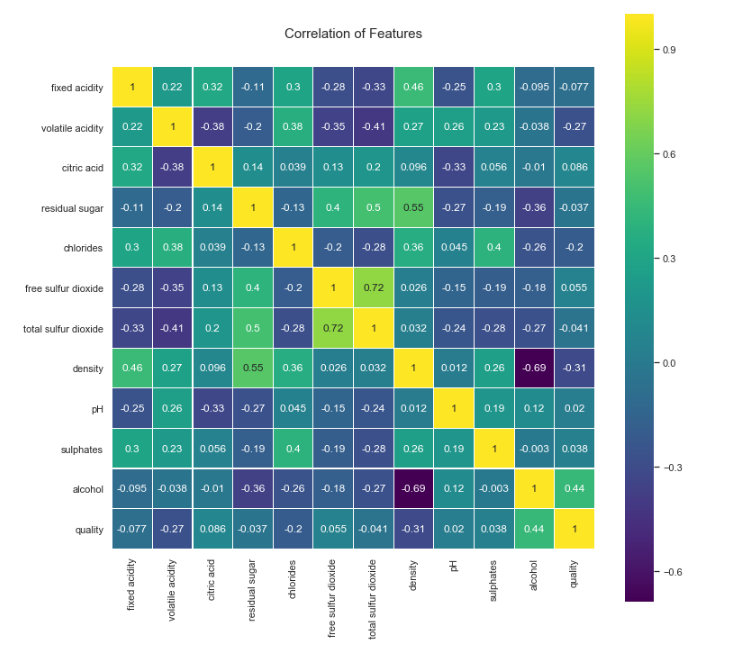 Correlation of Features
fixed acidity 1 0.22 0.32 -0.11 0.3 -0.28 -0.33 0.46 -0.25 0.3 -0.095 -0.077
volatile acidity 0.22 1 -0.38 -0.2 0.38 -0.35 -0.41 0.27 0.26 0.23 -0.038 -0.27
citric acid 0.32 -0.38 1 0.14 0.039 0.13 0.2 0.096 -0.33 0.056 -0.01 0.086
residual sugar -0.11 -0.2 0.14 1 -0.13 0.4 0.5 0.55 -0.27 -0.19 -0.36 -0.037
chlorides 0.3 0.38 0.039 -0.13 1 -0.2 -0.28 0.36 0.045 0.4 -0.26 -0.2
free sulfur dioxide -0.28 -0.35 0.13 0.4 -0.2 1 0.72 0.026 -0.15 -0.19 -0.18 0.055
total sulfur dioxide -0.33 -0.41 0.2 0.5 -0.28 0.72 1 0.032 -0.24 -0.28 -0.27 -0.041
density 0.46 0.27 0.096 0.55 0.36 0.026 0.032 1 0.012 0.26 -0.69 -0.31
pH -0.25 0.26 -0.33 -0.27 0.045 -0.15 -0.24 0.012 1 0.19 0.12 0.02
sulphates 0.3 0.23 0.056 -0.19 0.4 -0.19 -0.28 0.26 0.19 1 -0.003 0.038
alcohol -0.095 -0.038 -0.01 -0.36 -0.26 -0.18 -0.27 -0.69 0.12 -0.003 1 0.44
quality -0.077 -0.27 0.086 -0.037 -0.2 0.055 -0.041 -0.31 0.02 0.038 0.44 1
fixed acidity
volatile acidity
citric acid
residual sugar
chlorides
free sulfur dioxide
total sulfur dioxide
density
pH
sulphates
alcohol
quality
0.9
0.6
0.3
0.0
−0.3
−0.6